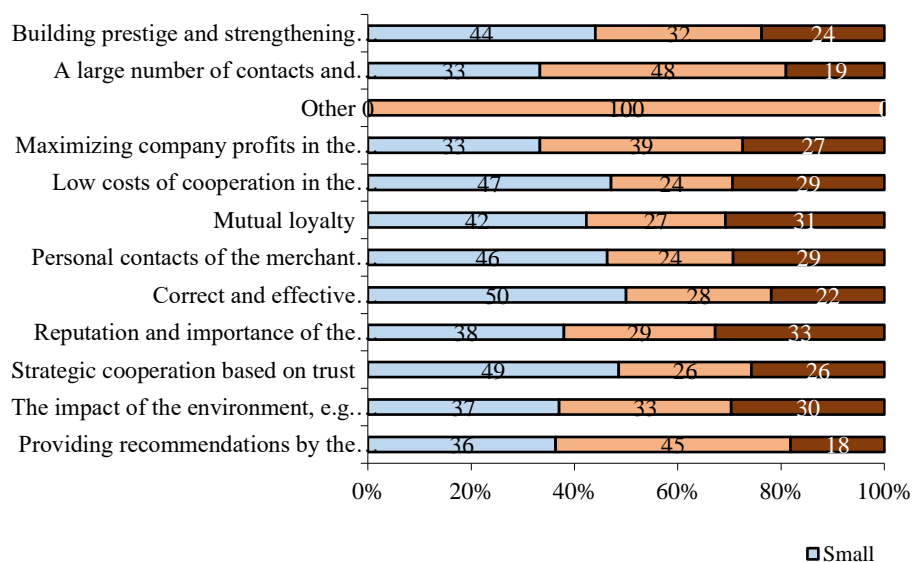 Building prestige and strengthening… 44 32 24
A large number of contacts and… 33 48 19
Other 0 100 0
Maximizing company profits in the… 33 39 27
Low costs of cooperation in the… 47 24 29
Mutual loyalty 42 27 31
Personal contacts of the merchant… 46 24 29
Correct and effective… 50 28 22
Reputation and importance of the… 38 29 33
Strategic cooperation based on trust 49 26 26
The impact of the environment, e.g.… 37 33 30
Providing recommendations by the… 36 45 18
0% 20% 40% 60% 80% 100%
Small